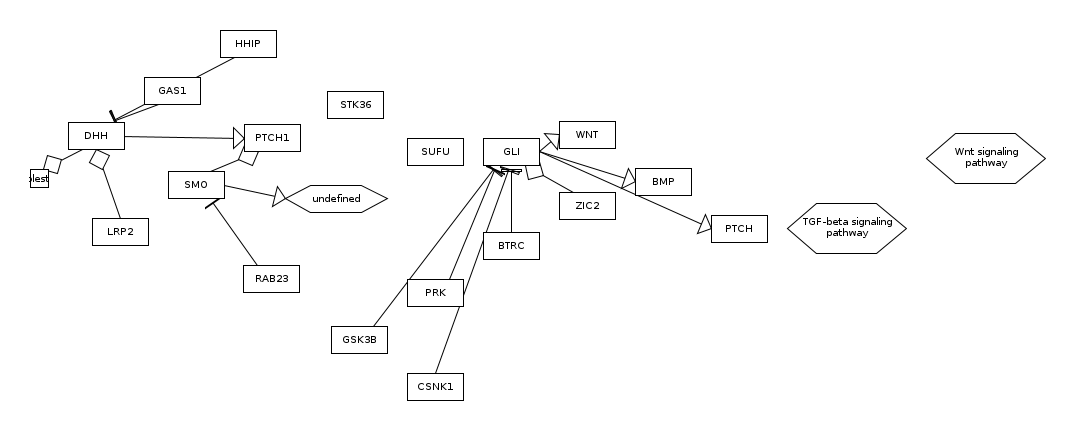 HHIP
GAS1
STK36
DHH
PTCH1
SUFU
GLI
WNT
Wnt signaling
pathway
SMO
undefined
BMP
ZIC2
LRP2
PTCH
TGF-beta signaling
pathway
BTRC
RAB23
PRK
GSK3B
CSNK1